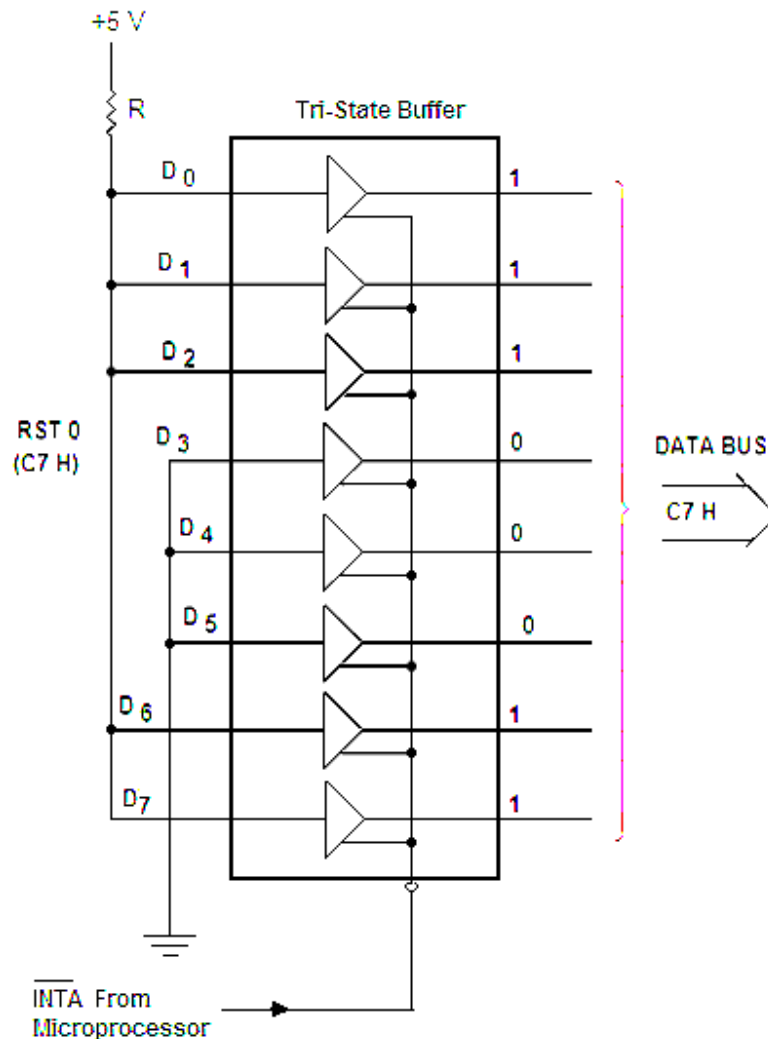 +5 V
R
Tri-State Buffer
D 0
1
D 1
1
D 2
1
RST 0
(C7 H)
D 3
0
DATA BUS
C7 H
D 4
0
D 5
0
D 6
1
D7
1
INTA From
Microprocessor